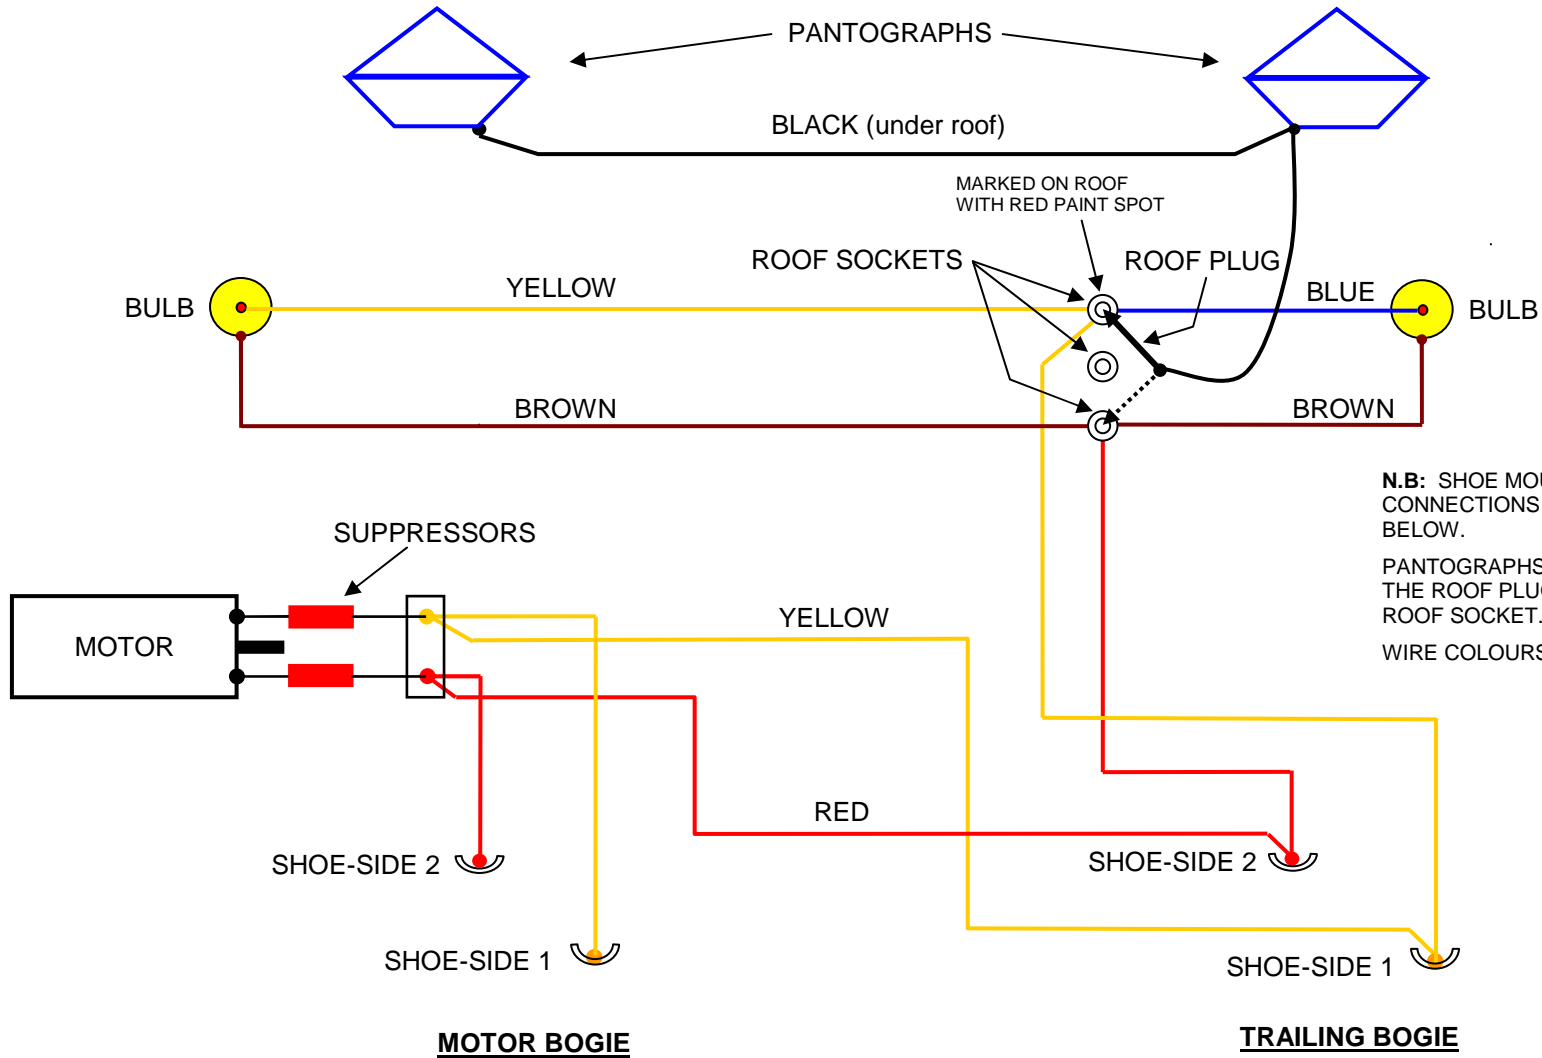 PANTOGRAPHS
BLACK (under roof)
MARKED ON ROOF
WITH RED PAINT SPOT
ROOF SOCKETS
ROOF PLUG
YELLOW
BLUE
BULB
BULB
BROWN
BROWN
N.B: SHOE MOU
CONNECTIONS
BELOW.
PANTOGRAPHS
THE ROOF PLUG
ROOF SOCKET.
WIRE COLOURS
SUPPRESSORS
MOTOR
YELLOW
RED
SHOE-SIDE 2
SHOE-SIDE 2
SHOE-SIDE 1
SHOE-SIDE 1
MOTOR BOGIE
TRAILING BOGIE